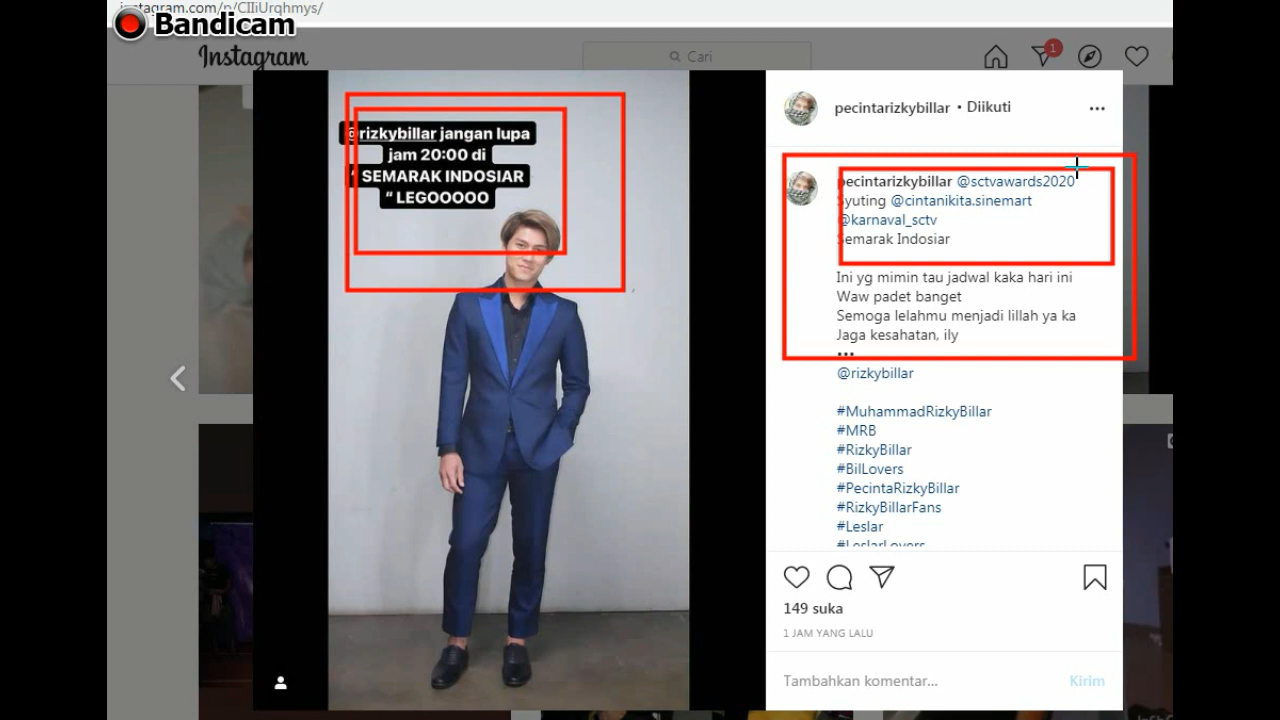 instagram.com/p/CIIiUrqhmys/
Bandicam
Instagram
Cari
1
@rizkybillar jangan lupa
jam 20:00 di
“ SEMARAK INDOSIAR
“ LEGOOOOO
pecintarizkybillar • Diikuti
pecintarizkybillar @sctvawards2020
Syuting @cintanikita.sinemart
@karnaval_sctv
Semarak Indosiar
Ini yg mimin tau jadwal kaka hari ini
Waw padet banget
Semoga lelahmu menjadi lillah ya ka
Jaga kesahatan, ily
•••
@rizkybillar
#MuhammadRizkyBillar
#MRB
#RizkyBillar
#BilLovers
#PecintaRizkyBillar
#RizkyBillarFans
#Leslar
#LeslarLovers
149 suka
1 JAM YANG LALU
Tambahkan komentar...
Kirim